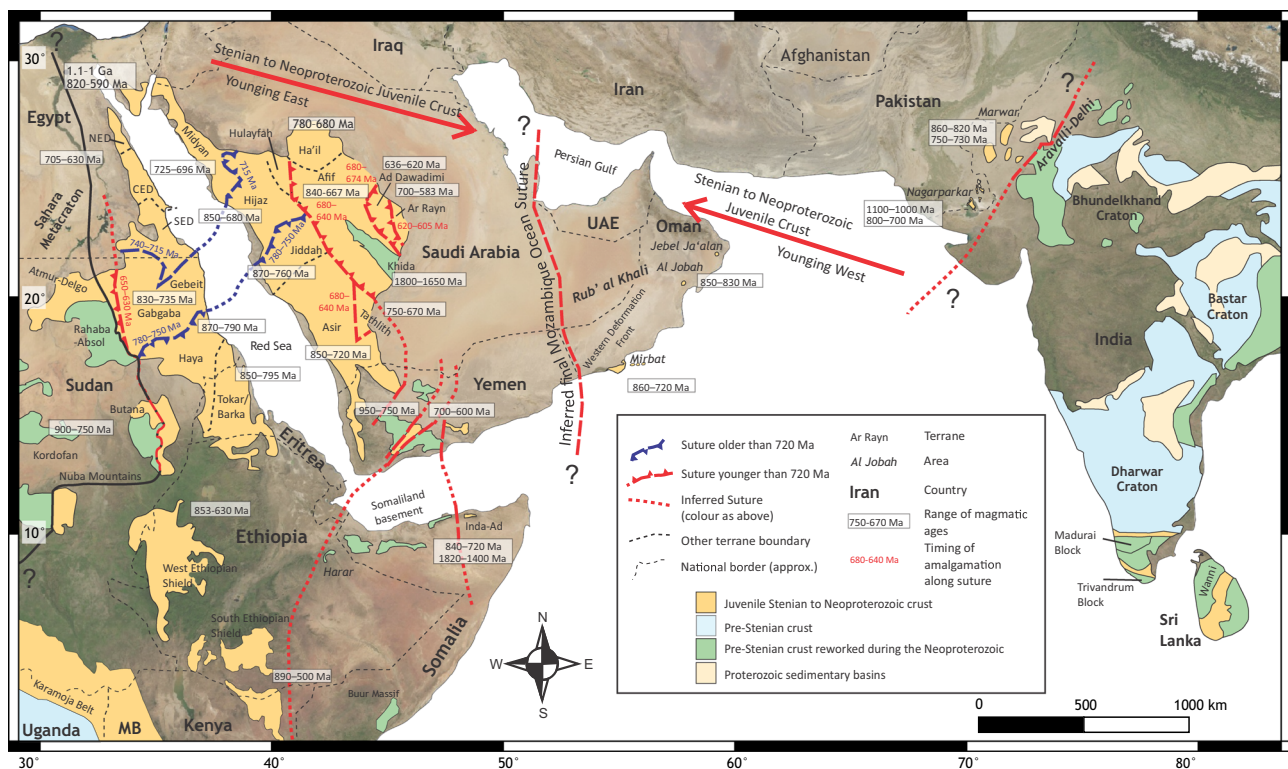 ?
30°
1.1-1 Ga
820-590 Ma
Egypt
NED
705–630 Ma
CED
SED
Sahara
Metacraton
Midyan
725–696 Ma
Hulayfah
780-680 Ma
Ha'il
Afif
840-667 Ma
680–
674 Ma
636–620 Ma
Ad Dawadimi
700–583 Ma
Ar Rayn
620–605 Ma
715 Ma
Hijaz
850–680 Ma
680–
640 Ma
780–750 Ma
Jiddah
870–760 Ma
Khida
1800–1650 Ma
Saudi Arabia
Iraq
Stenian to Neoproterozoic Juvenile Crust
Younging East
Iran
Afghanistan
Pakistan
?
Persian Gulf
Inferred final Mozambique Ocean Suture
?
UAE
Oman
Jebel Ja'alan
Al Jobah
Rub' al Khali
850–830 Ma
Western Deformation
Front
Mirbat
860–720 Ma
Stenian to Neoproterozoic
Juvenile Crust
Younging West
Marwar
860–820 Ma
750–730 Ma
?
Aravalli-Delhi
Nagarparkar
1100–1000 Ma
800–700 Ma
?
Bhundelkhand
Craton
Bastar
Craton
India
Dharwar
Craton
Madurai
Block
Trivandrum
Block
Wanni
Sri
Lanka
740–715 Ma
Atmur-Delgo
650–630 Ma
20°
Gebeit
830–735 Ma
Gabgaba
780–750 Ma
Rahaba
-Absol
870–790 Ma
Haya
Red Sea
850–795 Ma
Tokar/
Barka
Sudan
Butana
900–750 Ma
Kordofan
Nuba Mountains
680–
640 Ma
Tathlith
750-670 Ma
Asir
850–720 Ma
Yemen
950–750 Ma
700–600 Ma
Eritrea
Somaliland
basement
Inda-Ad
840–720 Ma
1820–1400 Ma
10°
?
853-630 Ma
Ethiopia
West Ethiopian
Shield
Harar
South Ethiopian
Shield
890–500 Ma
Somalia
Buur Massif
Karamoja Belt
Uganda
MB
Kenya
N
W
E
S
Suture older than 720 Ma
Suture younger than 720 Ma
Inferred Suture
(colour as above)
Other terrane boundary
National border (approx.)
Ar Rayn
Terrane
Al Jobah
Area
Iran
Country
750-670 Ma
Range of magmatic
ages
680-640 Ma
Timing of
amalgamation
along suture
Juvenile Stenian to Neoproterozoic crust
Pre-Stenian crust
Pre-Stenian crust reworked during the Neoproterozoic
Proterozoic sedimentary basins
0
500
1000 km
30°
40°
50°
60°
70°
80°